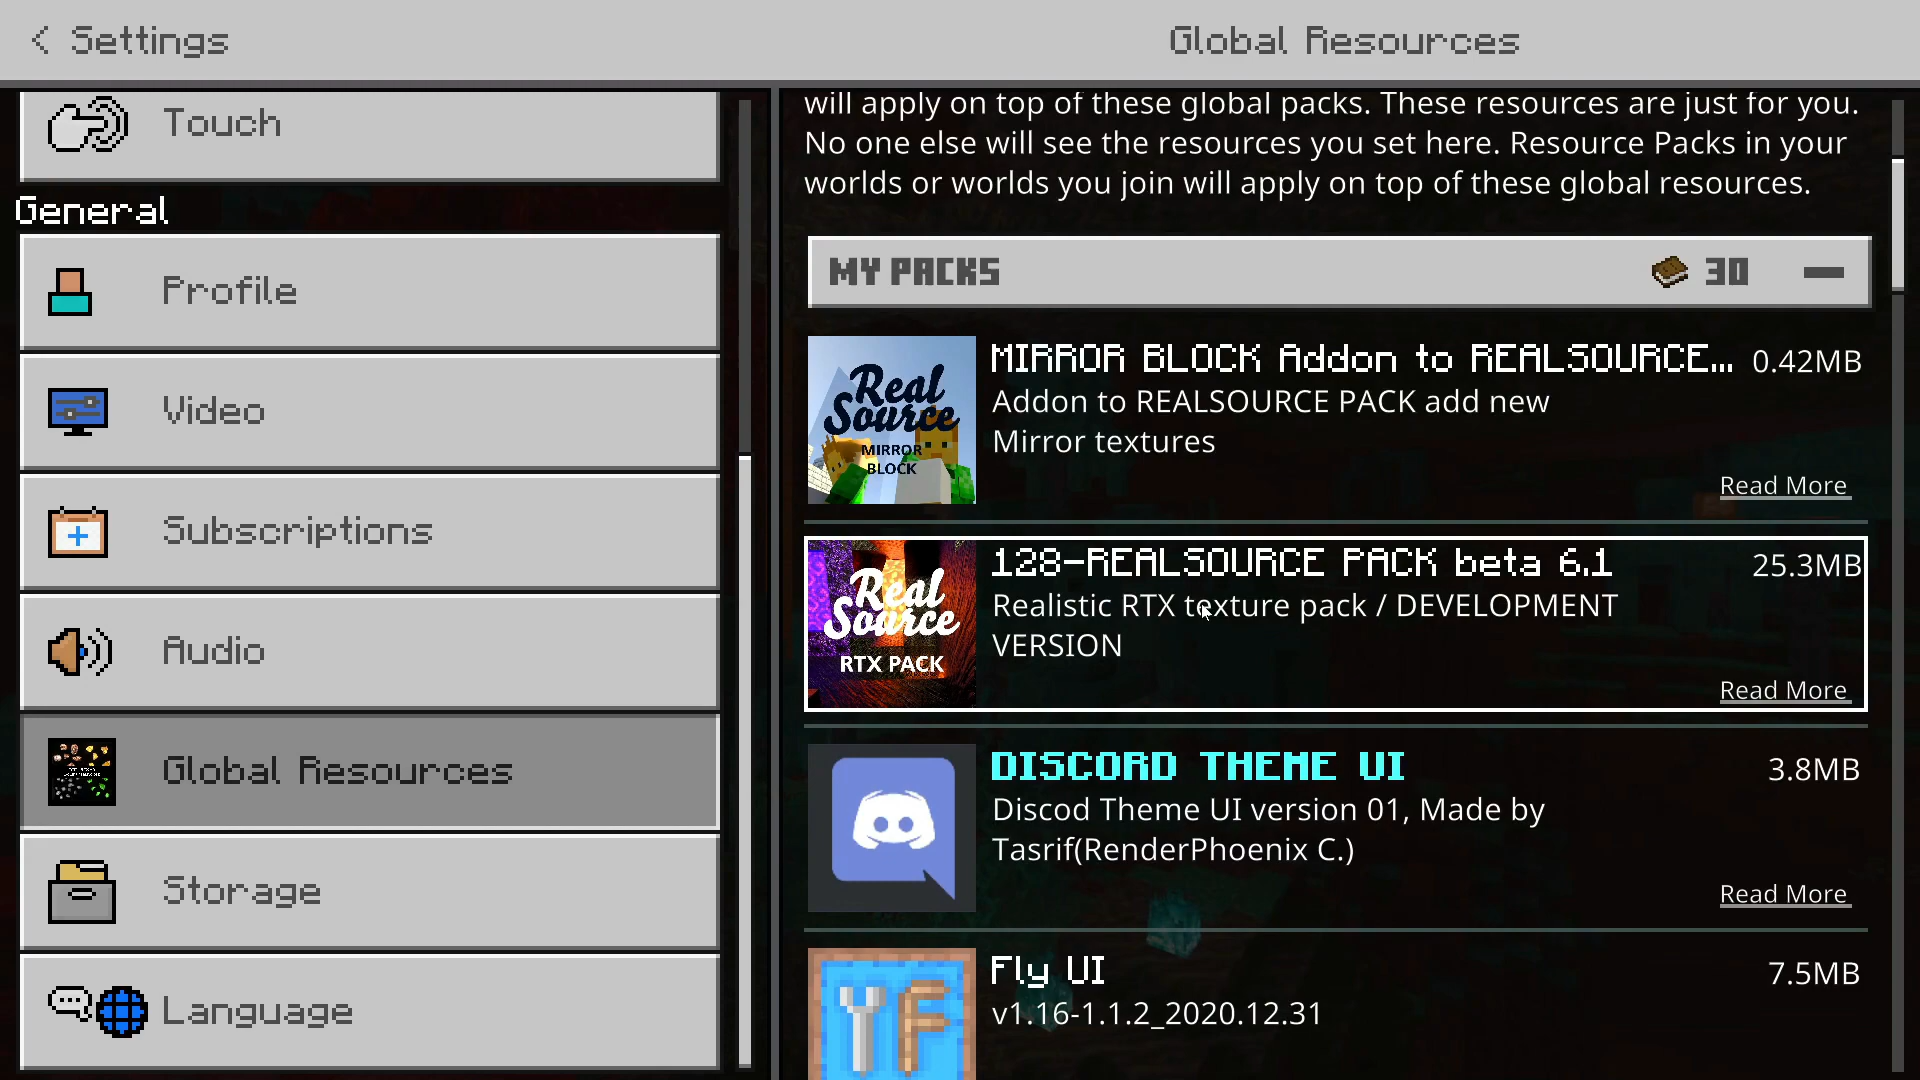 Settings
Global Resources
Touch
General
Profile
Video
Subscriptions
Audio
Global Resources
Storage
Language
will apply on top of these global packs. These resources are just for you.
No one else will see the resources you set here. Resource Packs in your
worlds or worlds you join will apply on top of these global resources.
MY PACKS
30
Real
Source
MIRROR
BLOCK
MIRROR BLOCK Addon to REALSOURCE...
0.42MB
Addon to REALSOURCE PACK add new
Mirror textures
Read More
Real
Source
RTX PACK
128-REALSOURCE PACK beta 6.1
25.3MB
Realistic RTX texture pack / DEVELOPMENT
VERSION
Read More
DISCORD THEME UI
3.8MB
Discod Theme UI version 01, Made by
Tasrif(RenderPhoenix C.)
Read More
Fly UI
7.5MB
v1.16-1.1.2_2020.12.31